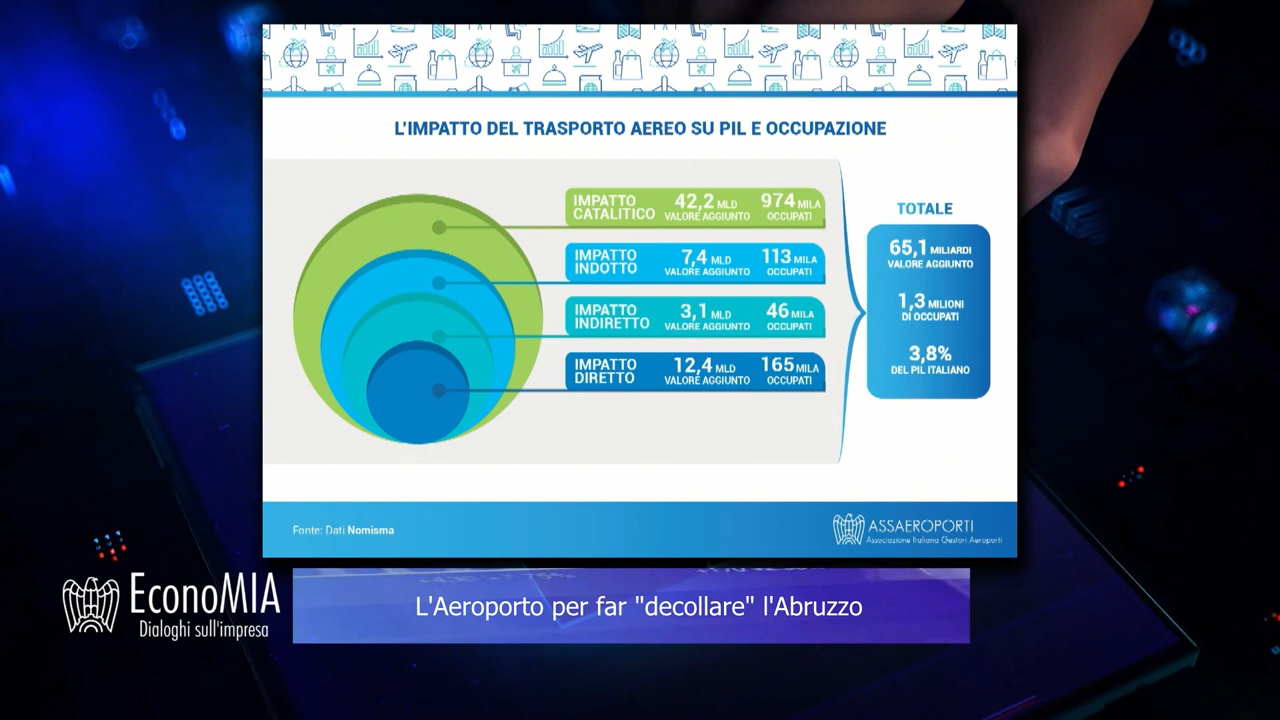 L'IMPATTO DEL TRASPORTO AEREO SU PIL E OCCUPAZIONE
IMPATTO CATALITICO
42,2 MLD
VALORE AGGIUNTO
974 MILA
OCCUPATI
IMPATTO INDOTTO
7,4 MLD
VALORE AGGIUNTO
113 MILA
OCCUPATI
IMPATTO INDIRETTO
3,1 MLD
VALORE AGGIUNTO
46 MILA
OCCUPATI
IMPATTO DIRETTO
12,4 MLD
VALORE AGGIUNTO
165 MILA
OCCUPATI
TOTALE
65,1 MILIARDI
VALORE AGGIUNTO
1,3 MILIONI
DI OCCUPATI
3,8%
DEL PIL ITALIANO
Fonte: Dati Nomisma
ASSAEROPORTI
Associazione Italiana Gestori Aeroporti
EconoMIA
Dialoghi sull'impresa
L'Aeroporto per far "decollare" l'Abruzzo